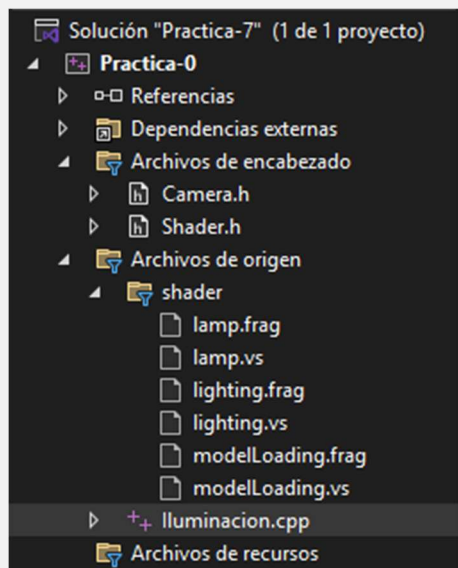 Solución "Practica-7" (1 de 1 proyecto)
Practica-0
Referencias
Dependencias externas
Archivos de encabezado
Camera.h
Shader.h
Archivos de origen
shader
lamp.frag
lamp.vs
lighting.frag
lighting.vs
modelLoading.frag
modelLoading.vs
Iluminacion.cpp
Archivos de recursos